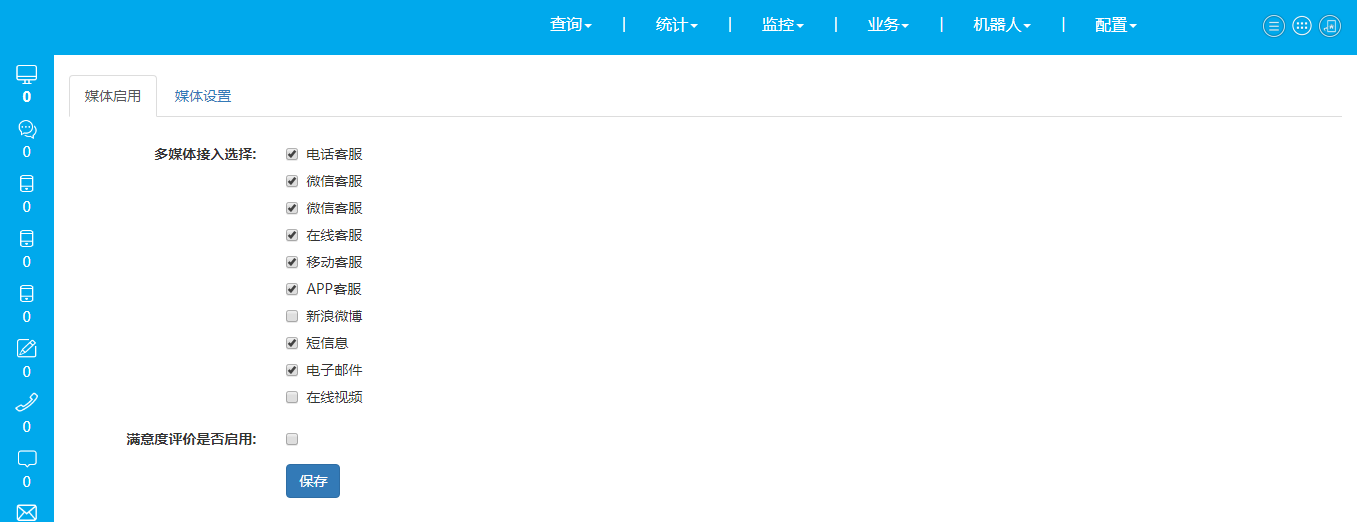 查询 | 统计 | 监控 | 业务 | 机器人 | 配置
0
0
0
0
0
0
0
0
媒体启用 媒体设置
多媒体接入选择: 电话客服
微信客服
微信客服
在线客服
移动客服
APP客服
新浪微博
短信息
电子邮件
在线视频
满意度评价是否启用:
保存